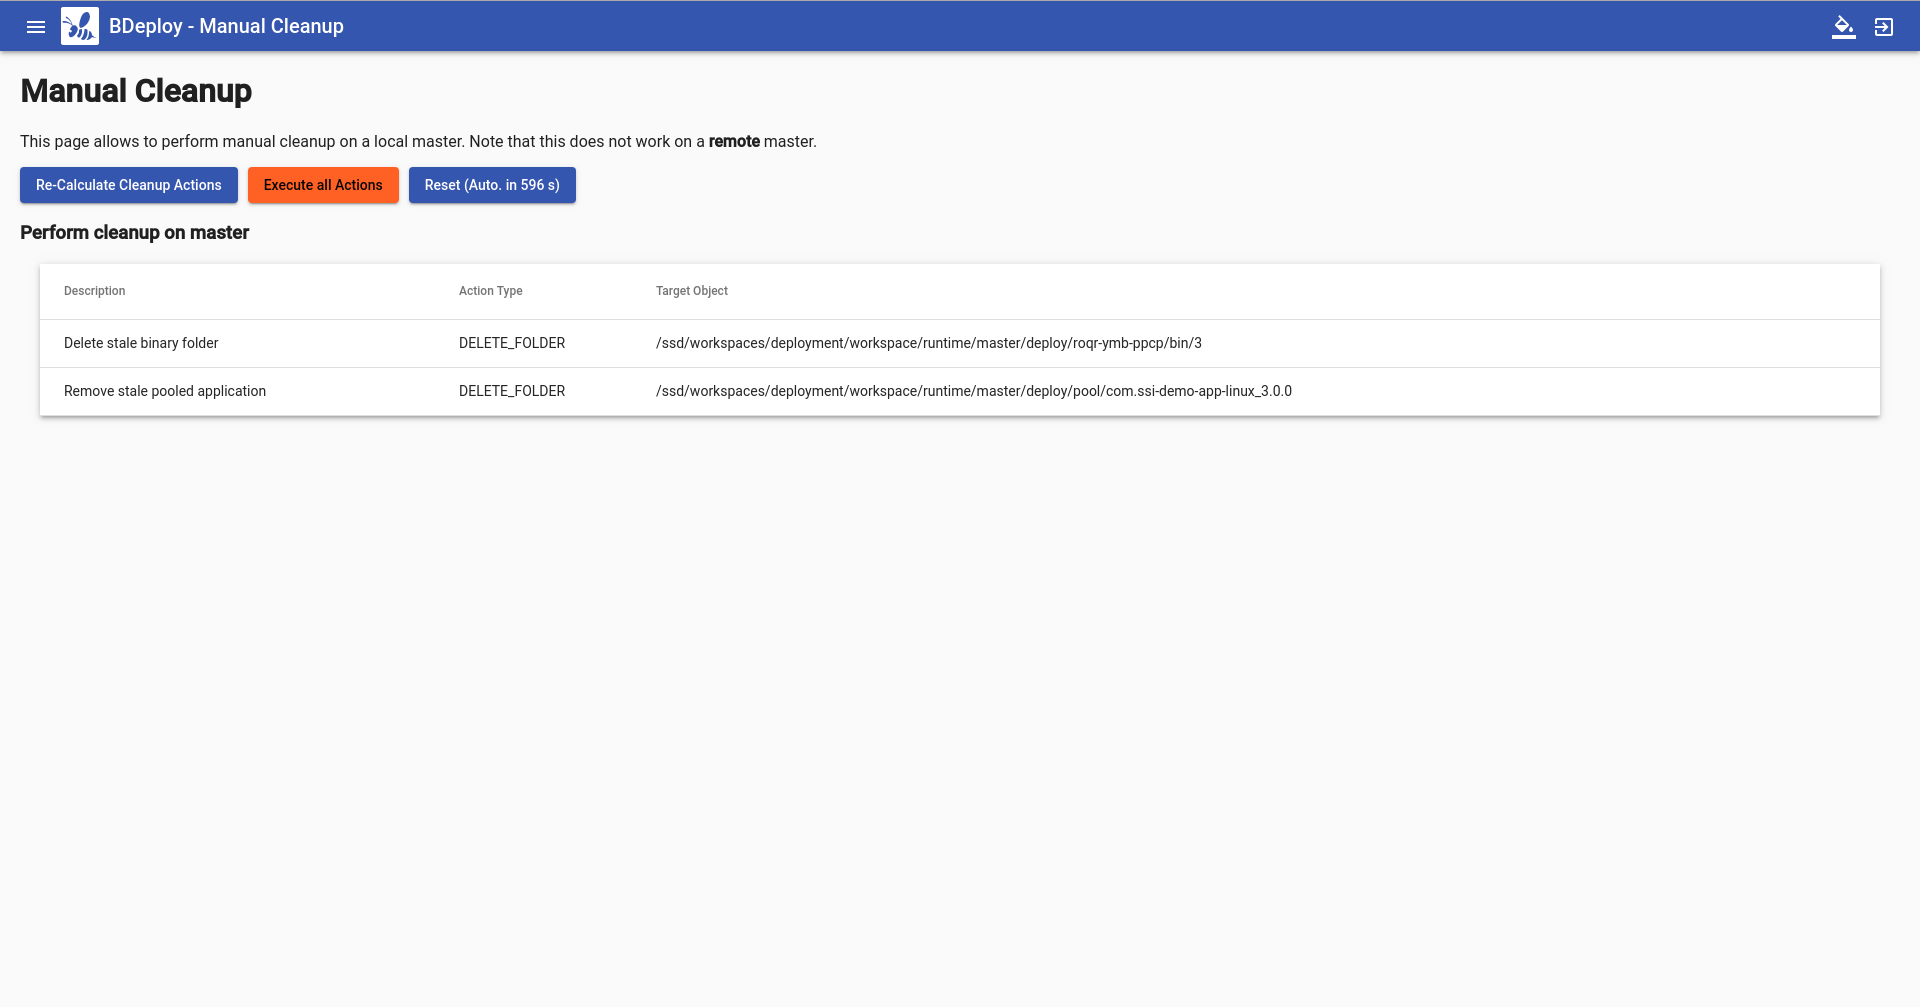 BDeploy - Manual Cleanup
Manual Cleanup
This page allows to perform manual cleanup on a local master. Note that this does not work on a remote master.
Re-Calculate Cleanup Actions Execute all Actions Reset (Auto. in 596 s)
Perform cleanup on master
Description Action Type Target Object
Delete stale binary folder DELETE_FOLDER /ssd/workspaces/deployment/workspace/runtime/master/deploy/roqr-ymb-ppcp/bin/3
Remove stale pooled application DELETE_FOLDER /ssd/workspaces/deployment/workspace/runtime/master/deploy/pool/com.ssi-demo-app-linux_3.0.0